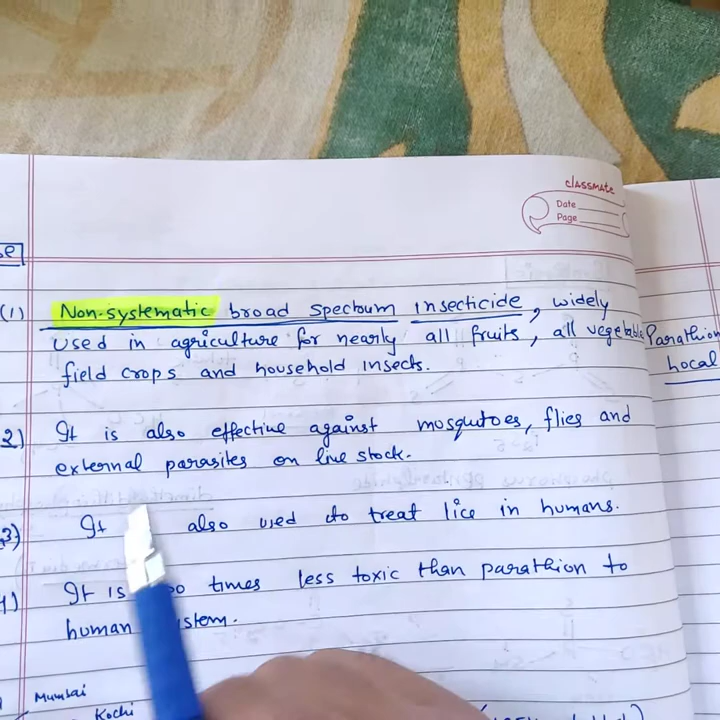 classmate
Date
Page
(1) Non-systematic broad spectrum insecticide, widely
used in agriculture for nearly all fruits, all vegetable
field crops and household insects.
Parathion
hocal
2) It is also effective against mosquitoes, flies and
external parasites on live stock.
3) It also used to treat lice in humans.
It is times less toxic than parathion to
human
Mumbai
Kochi